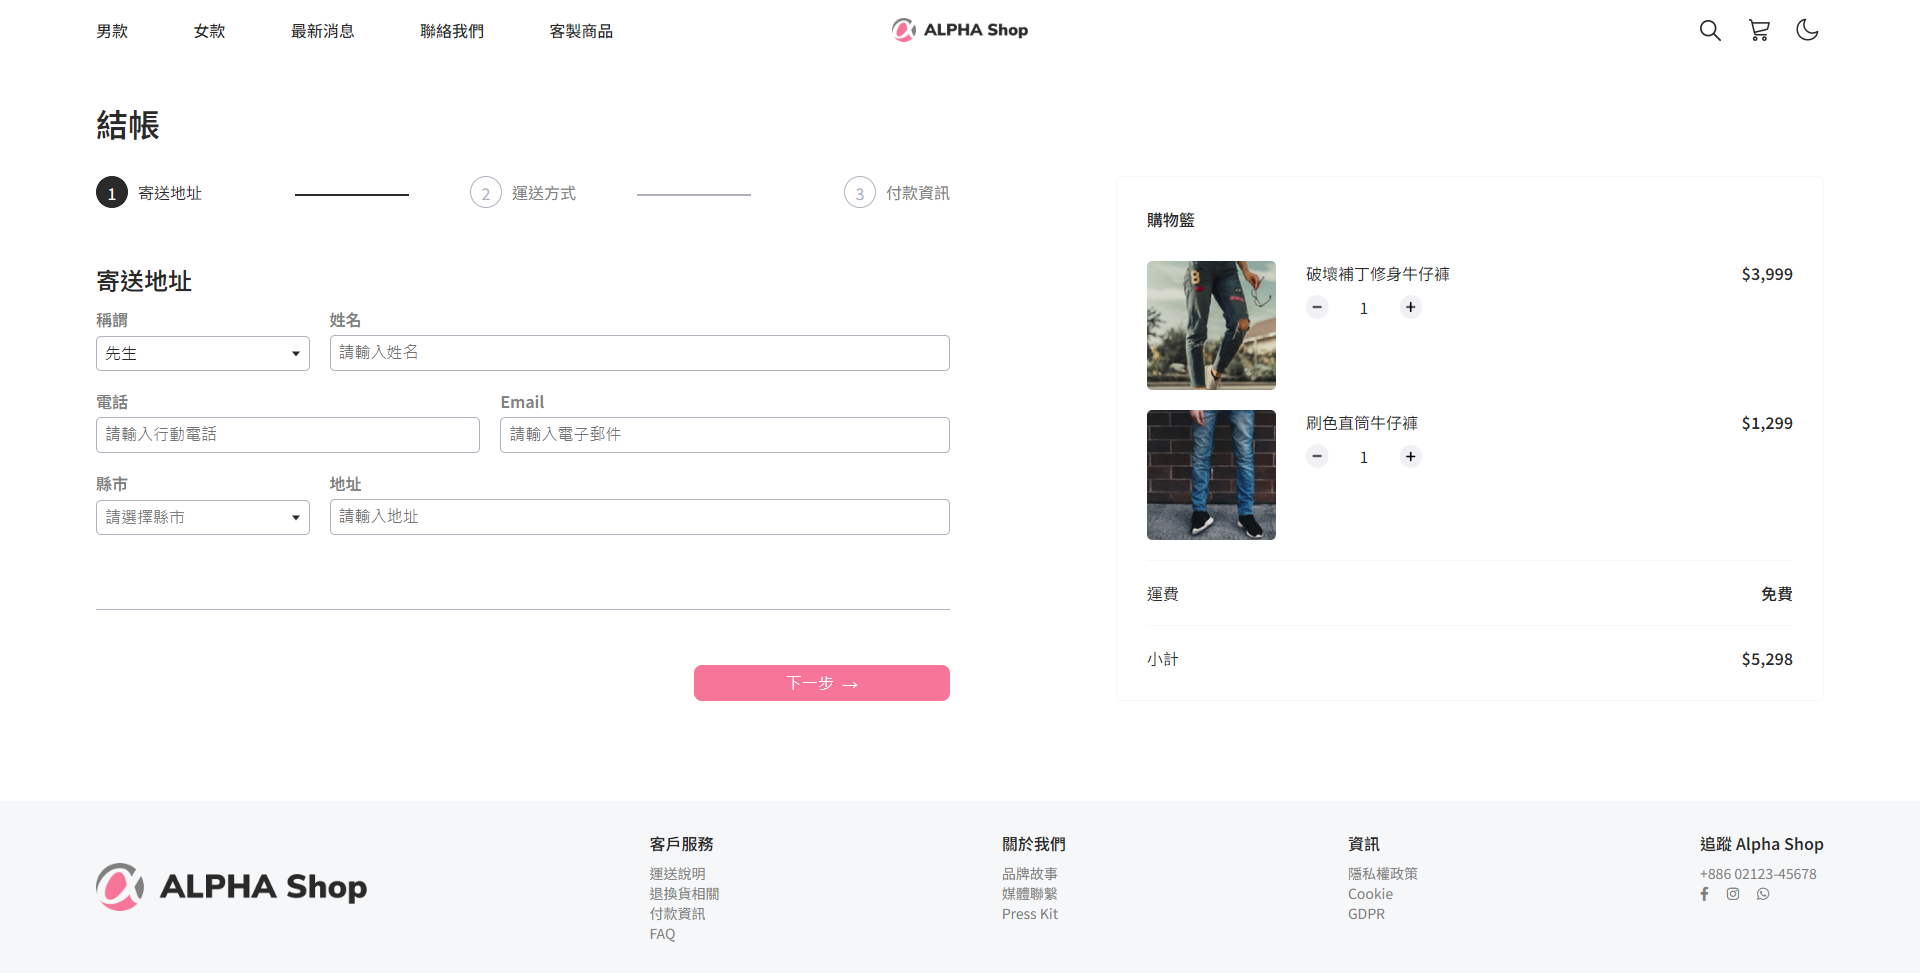 男款 女款 最新消息 聯絡我們 客製商品
ALPHA Shop
結帳
1 寄送地址
2 運送方式
3 付款資訊
寄送地址
稱謂 姓名
先生 請輸入姓名
電話 Email
請輸入行動電話 請輸入電子郵件
縣市 地址
請選擇縣市 請輸入地址
下一步 →
購物籃
破壞補丁修身牛仔褲 $3,999
− 1 +
刷色直筒牛仔褲 $1,299
− 1 +
運費 免費
小計 $5,298
ALPHA Shop
客戶服務
運送說明
退換貨相關
付款資訊
FAQ
關於我們
品牌故事
媒體聯繫
Press Kit
資訊
隱私權政策
Cookie
GDPR
追蹤 Alpha Shop
+886 02123-45678